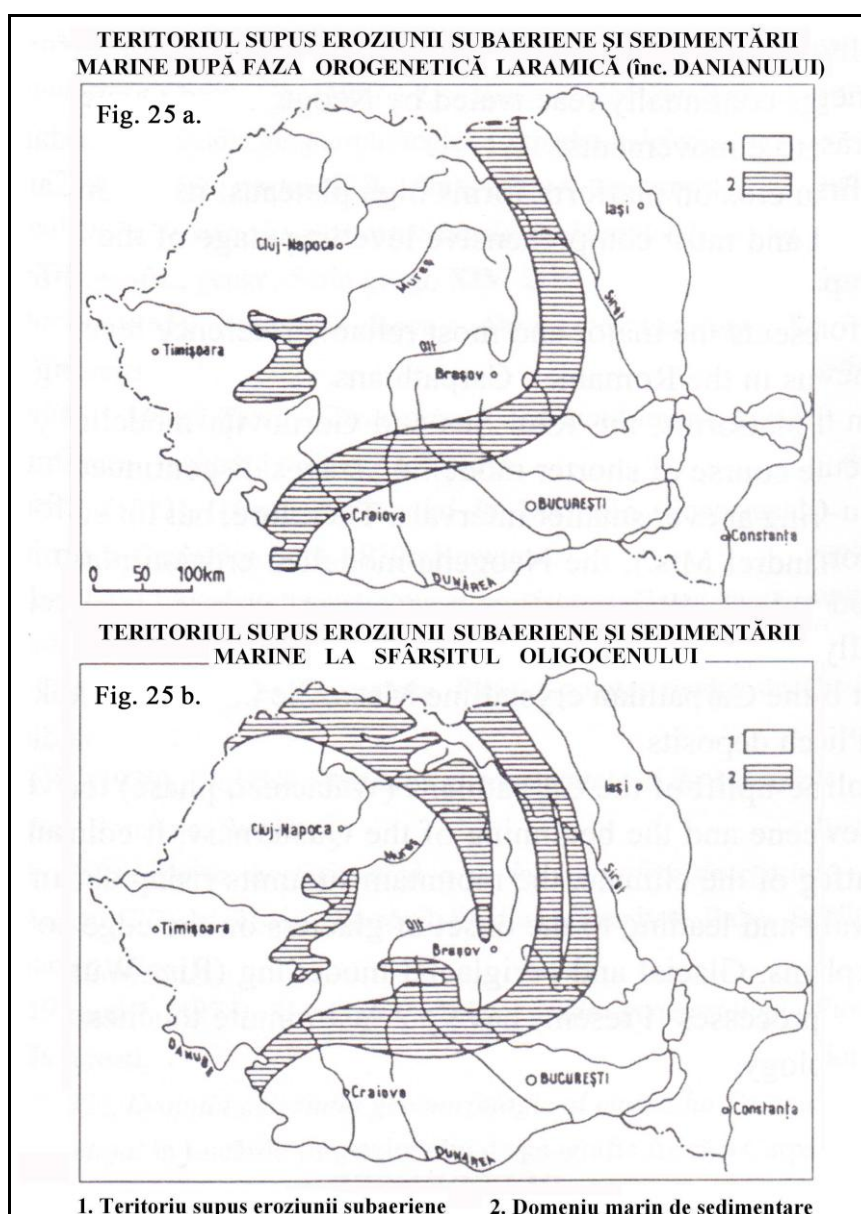 TERITORIUL SUPUS EROZIUNII SUBAERIENE ȘI SEDIMENTĂRII
MARINE DUPĂ FAZA OROGENETICĂ LARAMICĂ (înc. DANIANULUI)
Fig. 25 a.
1
2
Iași
Cluj-Napoca
Mureș
Siret
Timișoara
Olt
Brașov
BUCUREȘTI
Craiova
Constanța
0 50 100km
DUNĂREA
TERITORIUL SUPUS EROZIUNII SUBAERIENE ȘI SEDIMENTĂRII
MARINE LA SFÂRȘITUL OLIGOCENULUI
Fig. 25 b.
1
2
Iași
Cluj-Napoca
Mureș
Siret
Timișoara
Olt
Brașov
BUCUREȘTI
Craiova
Constanța
DUNĂREA
1. Teritoriu supus eroziunii subaeriene 2. Domeniu marin de sedimentare